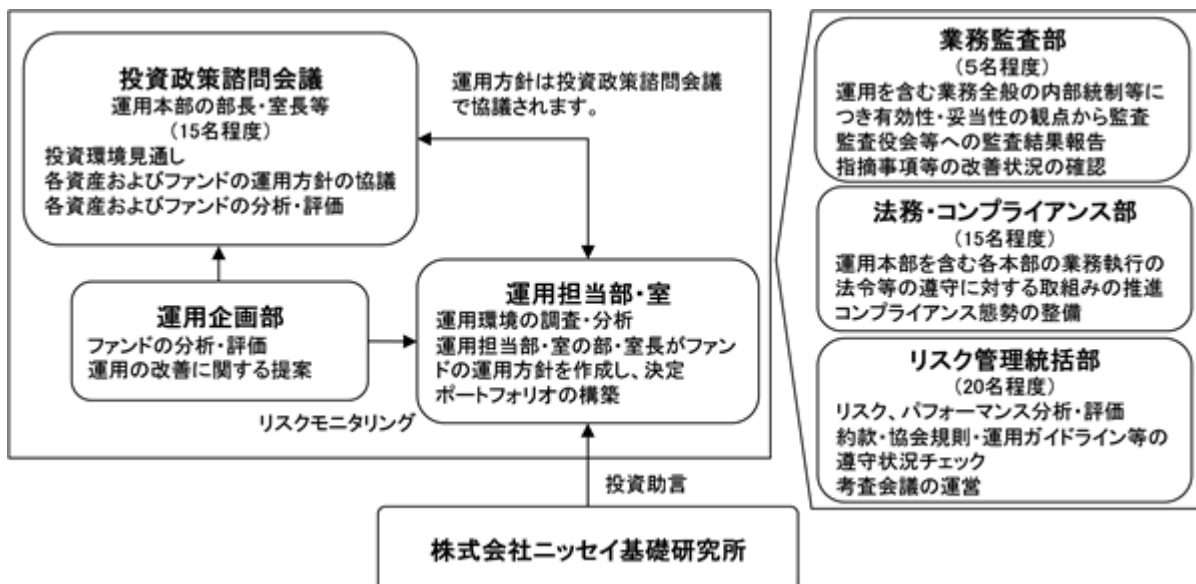 投資政策諮問会議
運用本部の部長・室長等
(15名程度)
投資環境見通し
各資産およびファンドの運用方針の協議
各資産およびファンドの分析・評価
運用方針は投資政策諮問会議
で協議されます。
運用企画部
ファンドの分析・評価
運用の改善に関する提案
リスクモニタリング
運用担当部・室
運用環境の調査・分析
運用担当部・室の部・室長がファン
ドの運用方針を作成し、決定
ポートフォリオの構築
投資助言
株式会社ニッセイ基礎研究所
業務監査部
(5名程度)
運用を含む業務全般の内部統制等に
つき有効性・妥当性の観点から監査
監査役会等への監査結果報告
指摘事項等の改善状況の確認
法務・コンプライアンス部
(15名程度)
運用本部を含む各本部の業務執行の
法令等の遵守に対する取組みの推進
コンプライアンス態勢の整備
リスク管理統括部
(20名程度)
リスク、パフォーマンス分析・評価
約款・協会規則・運用ガイドライン等の
遵守状況チェック
考査会議の運営